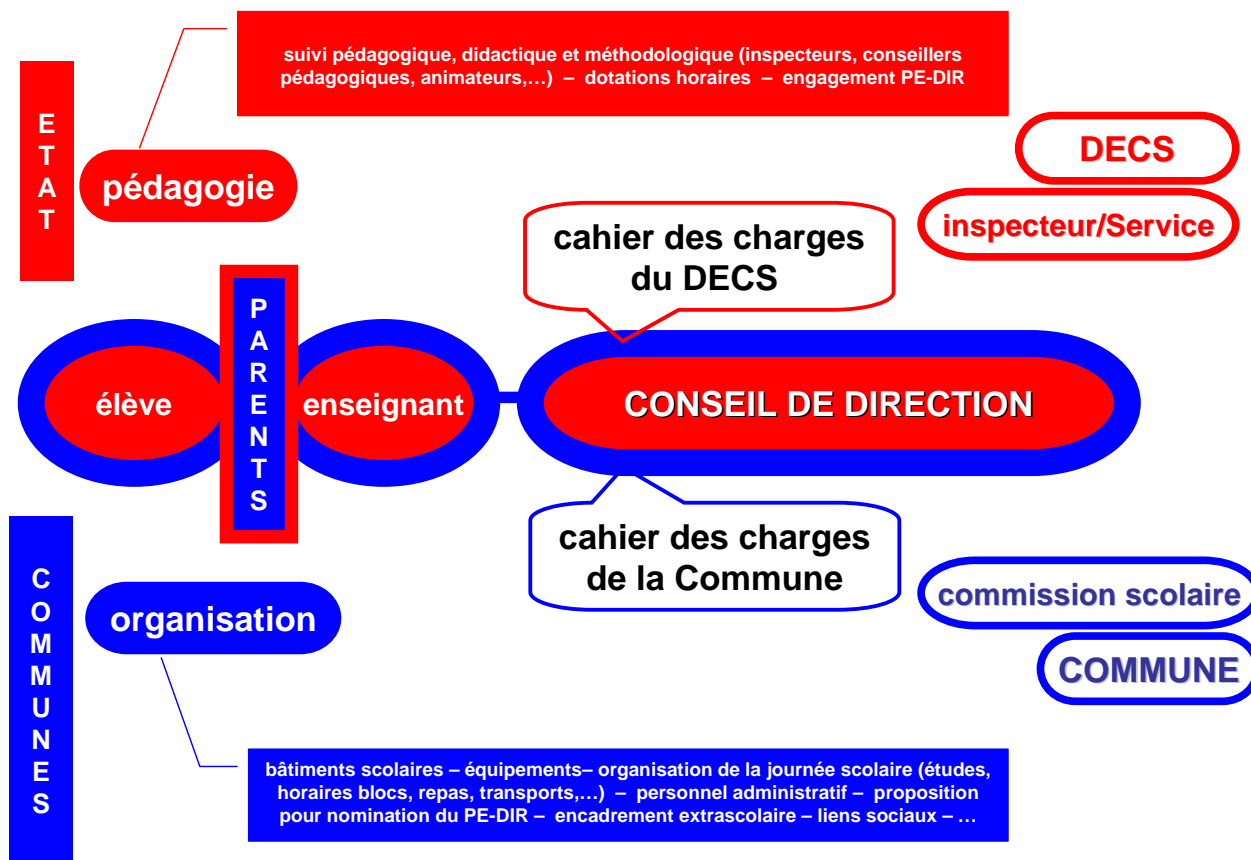 suivi pédagogique, didactique et méthodologique (inspecteurs, conseillers
pédagogiques, animateurs,…) – dotations horaires – engagement PE-DIR
ETAT
pédagogie
DECS
inspecteur/Service
cahier des charges
du DECS
PARENTS
élève
enseignant
CONSEIL DE DIRECTION
cahier des charges
de la Commune
COMMUNES
organisation
commission scolaire
COMMUNE
bâtiments scolaires – équipements– organisation de la journée scolaire (études,
horaires blocs, repas, transports,…) – personnel administratif – proposition
pour nomination du PE-DIR – encadrement extrascolaire – liens sociaux – …